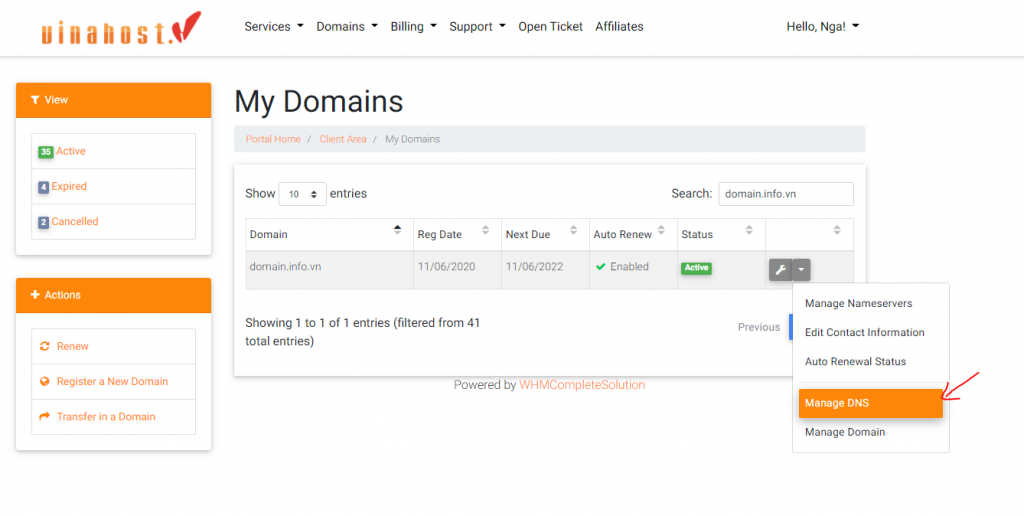 vinahost.
Services Domains Billing Support Open Ticket Affiliates Hello, Nga!
View
35 Active
4 Expired
2 Cancelled
Actions
Renew
Register a New Domain
Transfer in a Domain
My Domains
Portal Home / Client Area / My Domains
Show 10 entries Search: domain.info.vn
Domain Reg Date Next Due Auto Renew Status
domain.info.vn 11/06/2020 11/06/2022 Enabled Active
Manage Nameservers
Edit Contact Information
Auto Renewal Status
Manage DNS
Manage Domain
Showing 1 to 1 of 1 entries (filtered from 41
total entries)
Previous
Powered by WHMCompleteSolution